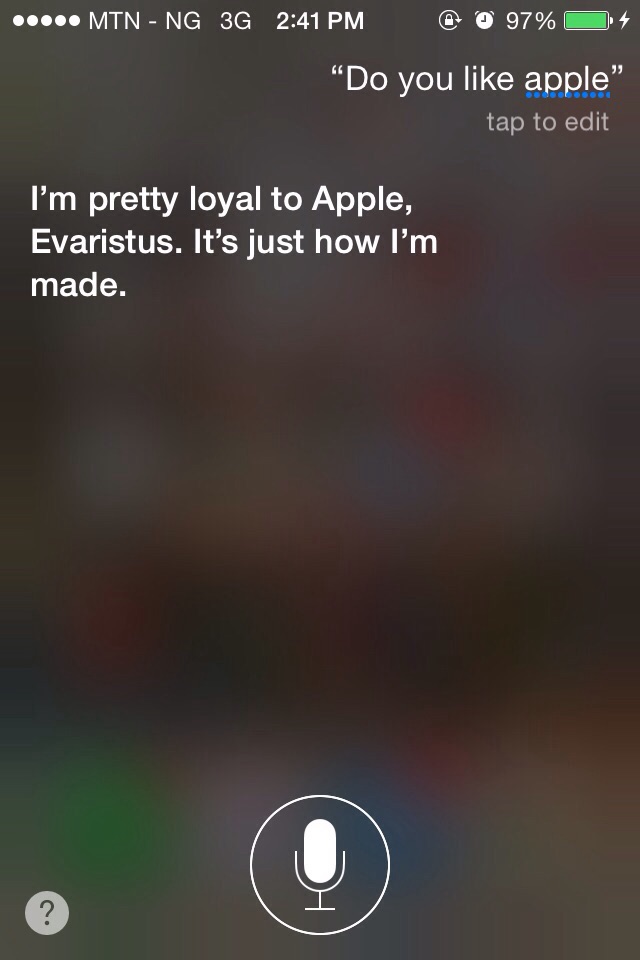 MTN - NG 3G 2:41 PM 97%
“Do you like apple”
tap to edit
I’m pretty loyal to Apple,
Evaristus. It’s just how I’m
made.
?